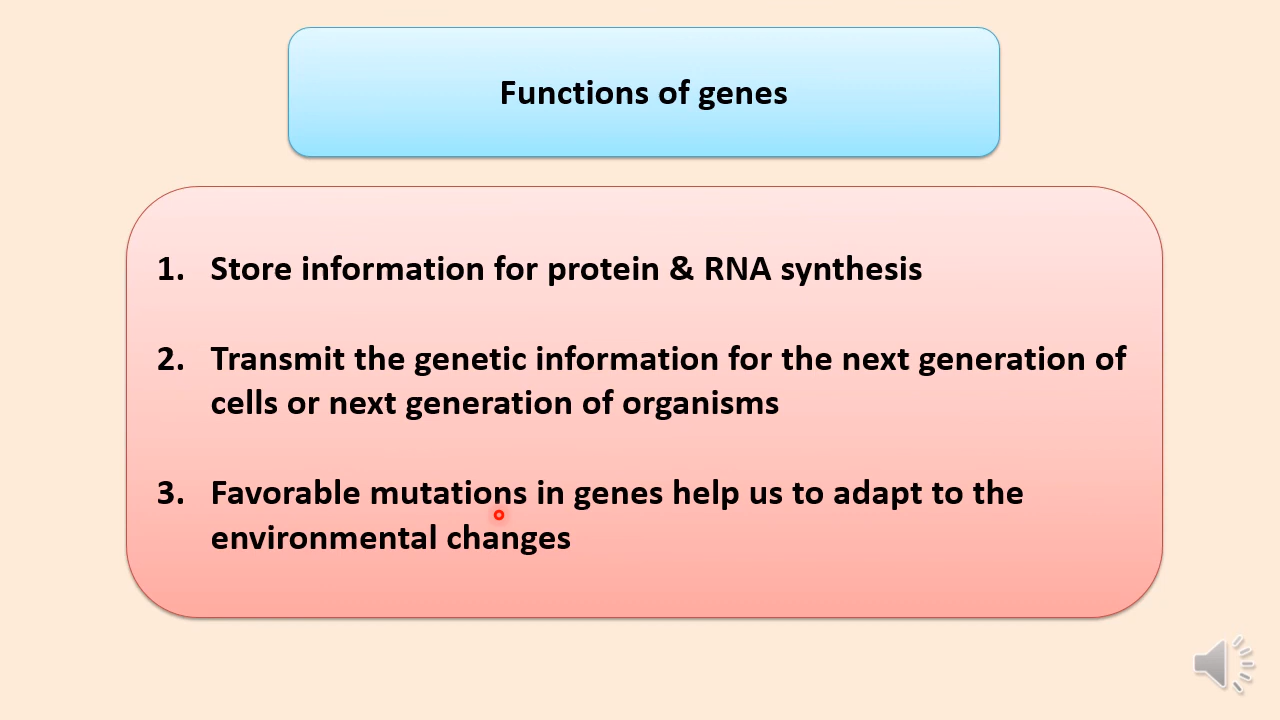 Functions of genes
1. Store information for protein & RNA synthesis
2. Transmit the genetic information for the next generation of
cells or next generation of organisms
3. Favorable mutations in genes help us to adapt to the
environmental changes